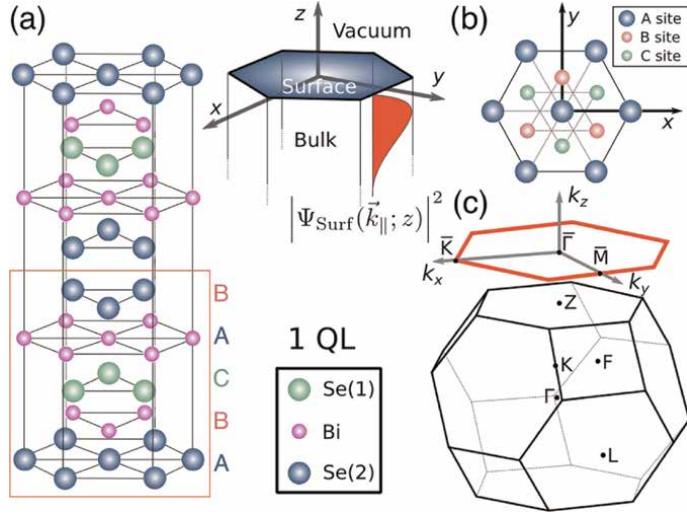 (a)
z
Vacuum
Surface
x
y
Bulk
|Ψ_Surf(k⃗_∥; z)|²
B
A
C
B
A
1 QL
Se(1)
Bi
Se(2)
(b)
y
x
A site
B site
C site
(c)
k_z
K̅
Γ̅
M̅
k_x
k_y
Z
K
F
Γ
L